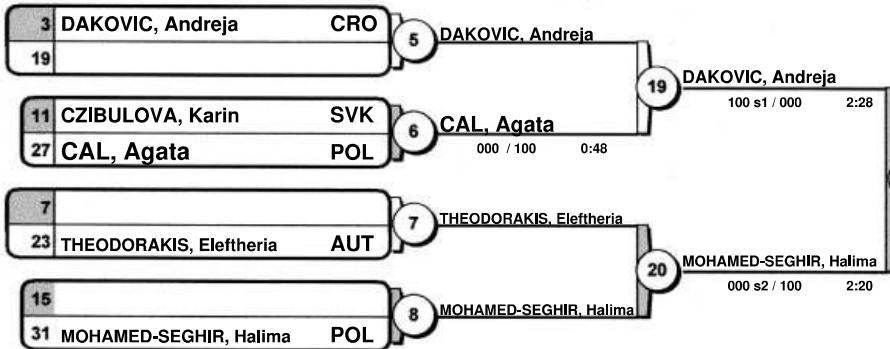 3 DAKOVIC, Andreja CRO
19
5
DAKOVIC, Andreja
11 CZIBULOVA, Karin SVK
27 CAL, Agata POL
6
CAL, Agata
000 / 100 0:48
19
DAKOVIC, Andreja
100 s1 / 000 2:28
7
23 THEODORAKIS, Eleftheria AUT
7
THEODORAKIS, Eleftheria
15
31 MOHAMED-SEGHIR, Halima POL
8
MOHAMED-SEGHIR, Halima
20
MOHAMED-SEGHIR, Halima
000 s2 / 100 2:20